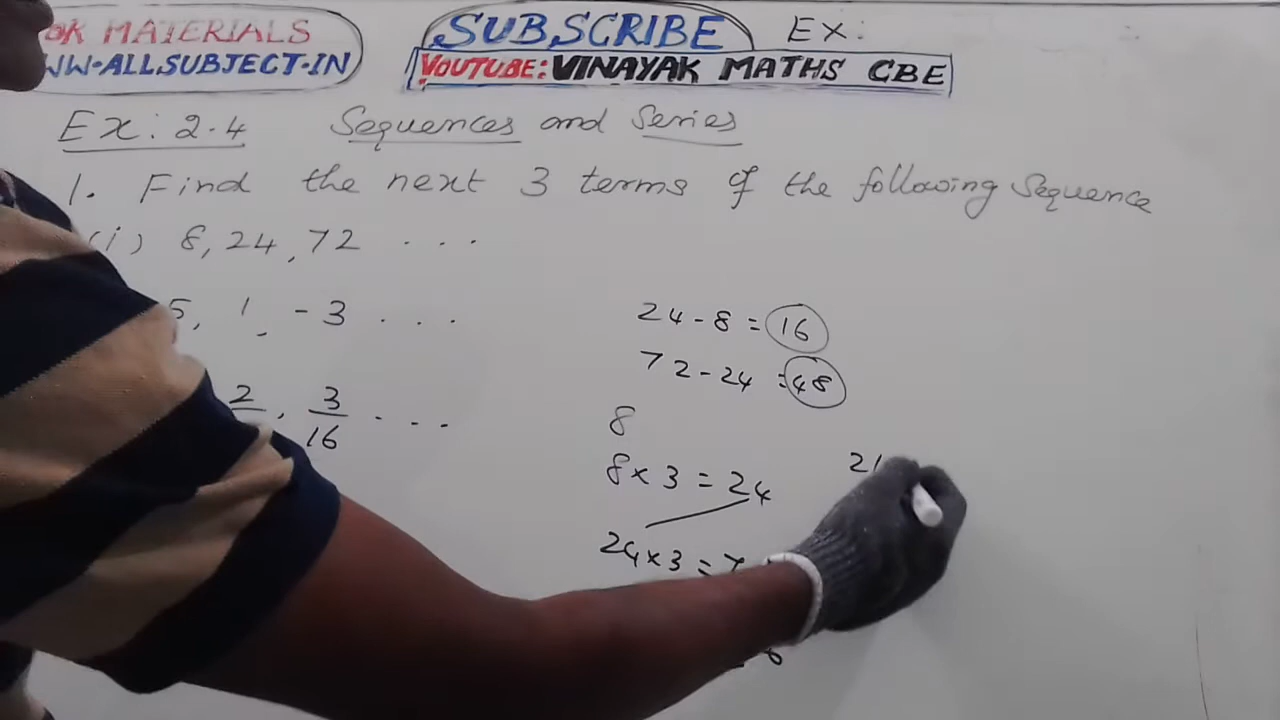 OK MATERIALS
WW-ALLSUBJECT-IN
SUBSCRIBE
EX:
YOUTUBE: VINAYAK MATHS CBE
Ex: 2.4 Sequences and Series
1. Find the next 3 terms of the following Sequence
(i) 8, 24, 72 ...
5, 1, -3 ...
2, 3/16 ...
24 - 8 = 16
72 - 24 = 48
8
8 x 3 = 24
24 x 3 = 7